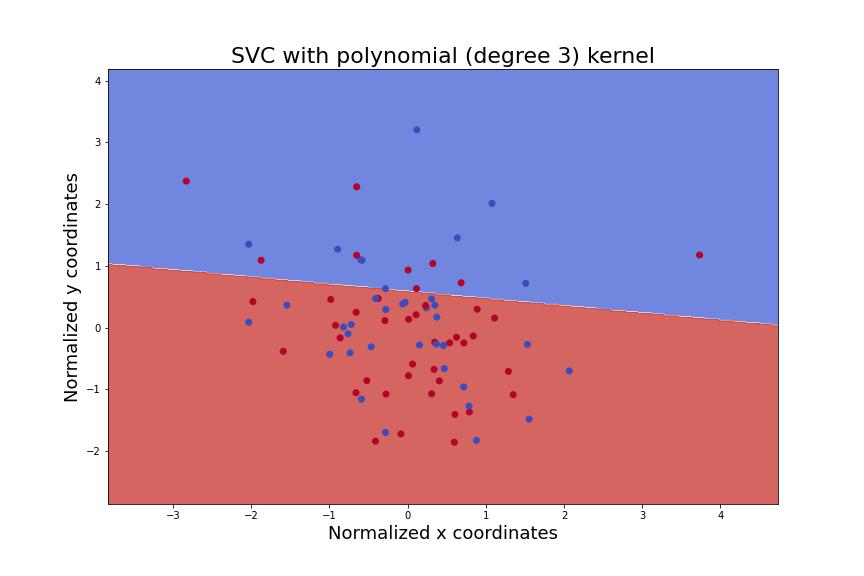 SVC with polynomial (degree 3) kernel
Normalized y coordinates
4
3
2
1
0
−1
−2
−3 −2 −1 0 1 2 3 4
Normalized x coordinates